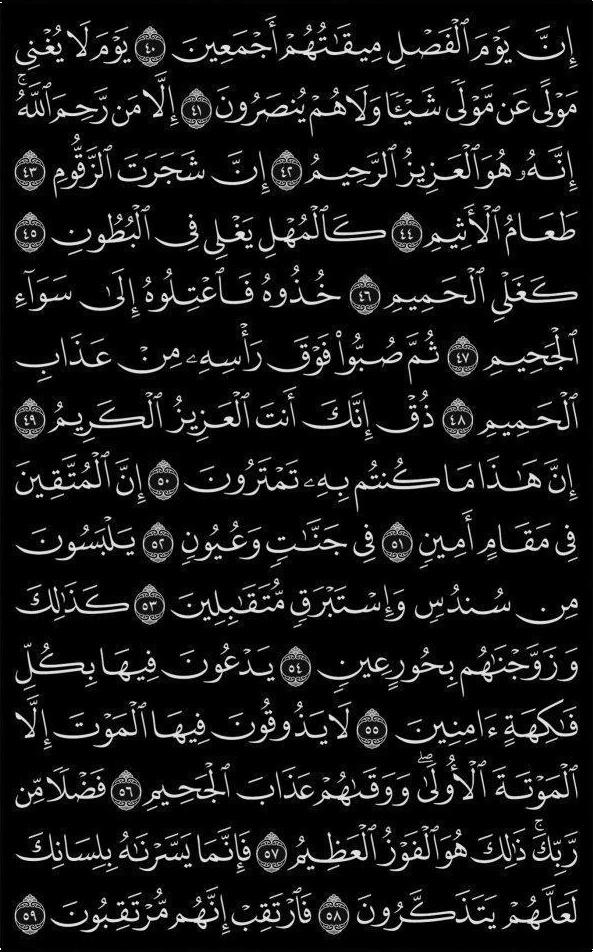 إِنَّ يَوْمَ ٱلْفَصْلِ مِيقَٰتُهُمْ أَجْمَعِينَ ٤٠ يَوْمَ لَا يُغْنِى
مَوْلًى عَن مَّوْلًى شَيْـًٔا وَلَا هُمْ يُنصَرُونَ ٤١ إِلَّا مَن رَّحِمَ ٱللَّهُۚ
إِنَّهُۥ هُوَ ٱلْعَزِيزُ ٱلرَّحِيمُ ٤٢ إِنَّ شَجَرَتَ ٱلزَّقُّومِ ٤٣
طَعَامُ ٱلْأَثِيمِ ٤٤ كَٱلْمُهْلِ يَغْلِى فِى ٱلْبُطُونِ ٤٥
كَغَلْىِ ٱلْحَمِيمِ ٤٦ خُذُوهُ فَٱعْتِلُوهُ إِلَىٰ سَوَآءِ
ٱلْجَحِيمِ ٤٧ ثُمَّ صُبُّوا۟ فَوْقَ رَأْسِهِۦ مِنْ عَذَابِ
ٱلْحَمِيمِ ٤٨ ذُقْ إِنَّكَ أَنتَ ٱلْعَزِيزُ ٱلْكَرِيمُ ٤٩
إِنَّ هَٰذَا مَا كُنتُم بِهِۦ تَمْتَرُونَ ٥٠ إِنَّ ٱلْمُتَّقِينَ
فِى مَقَامٍ أَمِينٍ ٥١ فِى جَنَّٰتٍ وَعُيُونٍ ٥٢ يَلْبَسُونَ
مِن سُندُسٍ وَإِسْتَبْرَقٍ مُّتَقَٰبِلِينَ ٥٣ كَذَٰلِكَ
وَزَوَّجْنَٰهُم بِحُورٍ عِينٍ ٥٤ يَدْعُونَ فِيهَا بِكُلِّ
فَٰكِهَةٍ ءَامِنِينَ ٥٥ لَا يَذُوقُونَ فِيهَا ٱلْمَوْتَ إِلَّا
ٱلْمَوْتَةَ ٱلْأُولَىٰۖ وَوَقَىٰهُمْ عَذَابَ ٱلْجَحِيمِ ٥٦ فَضْلًا مِّن
رَّبِّكَۚ ذَٰلِكَ هُوَ ٱلْفَوْزُ ٱلْعَظِيمُ ٥٧ فَإِنَّمَا يَسَّرْنَٰهُ بِلِسَانِكَ
لَعَلَّهُمْ يَتَذَكَّرُونَ ٥٨ فَٱرْتَقِبْ إِنَّهُم مُّرْتَقِبُونَ ٥٩